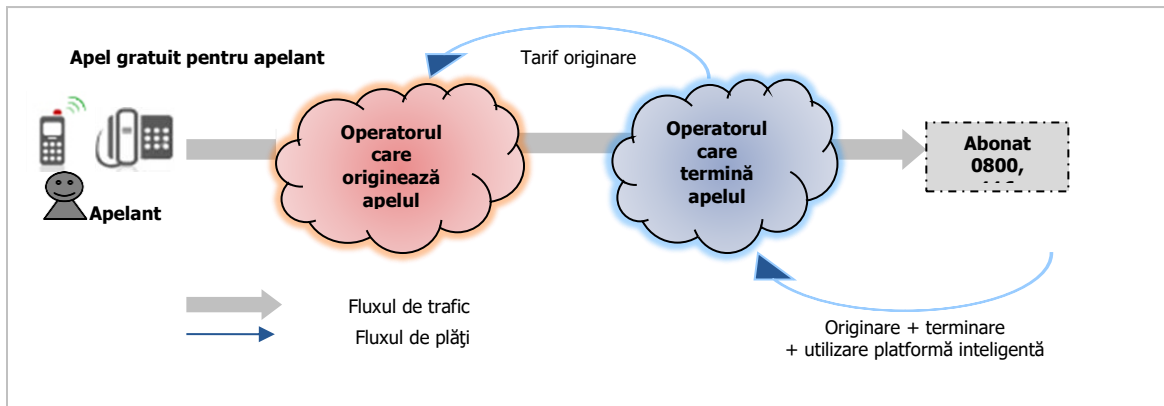 Apel gratuit pentru apelant
Tarif originare
Operatorul
care
originează
apelul
Operatorul
care
termină
apelul
Abonat
0800,
Apelant
Fluxul de trafic
Fluxul de plăţi
Originare + terminare
+ utilizare platformă inteligentă